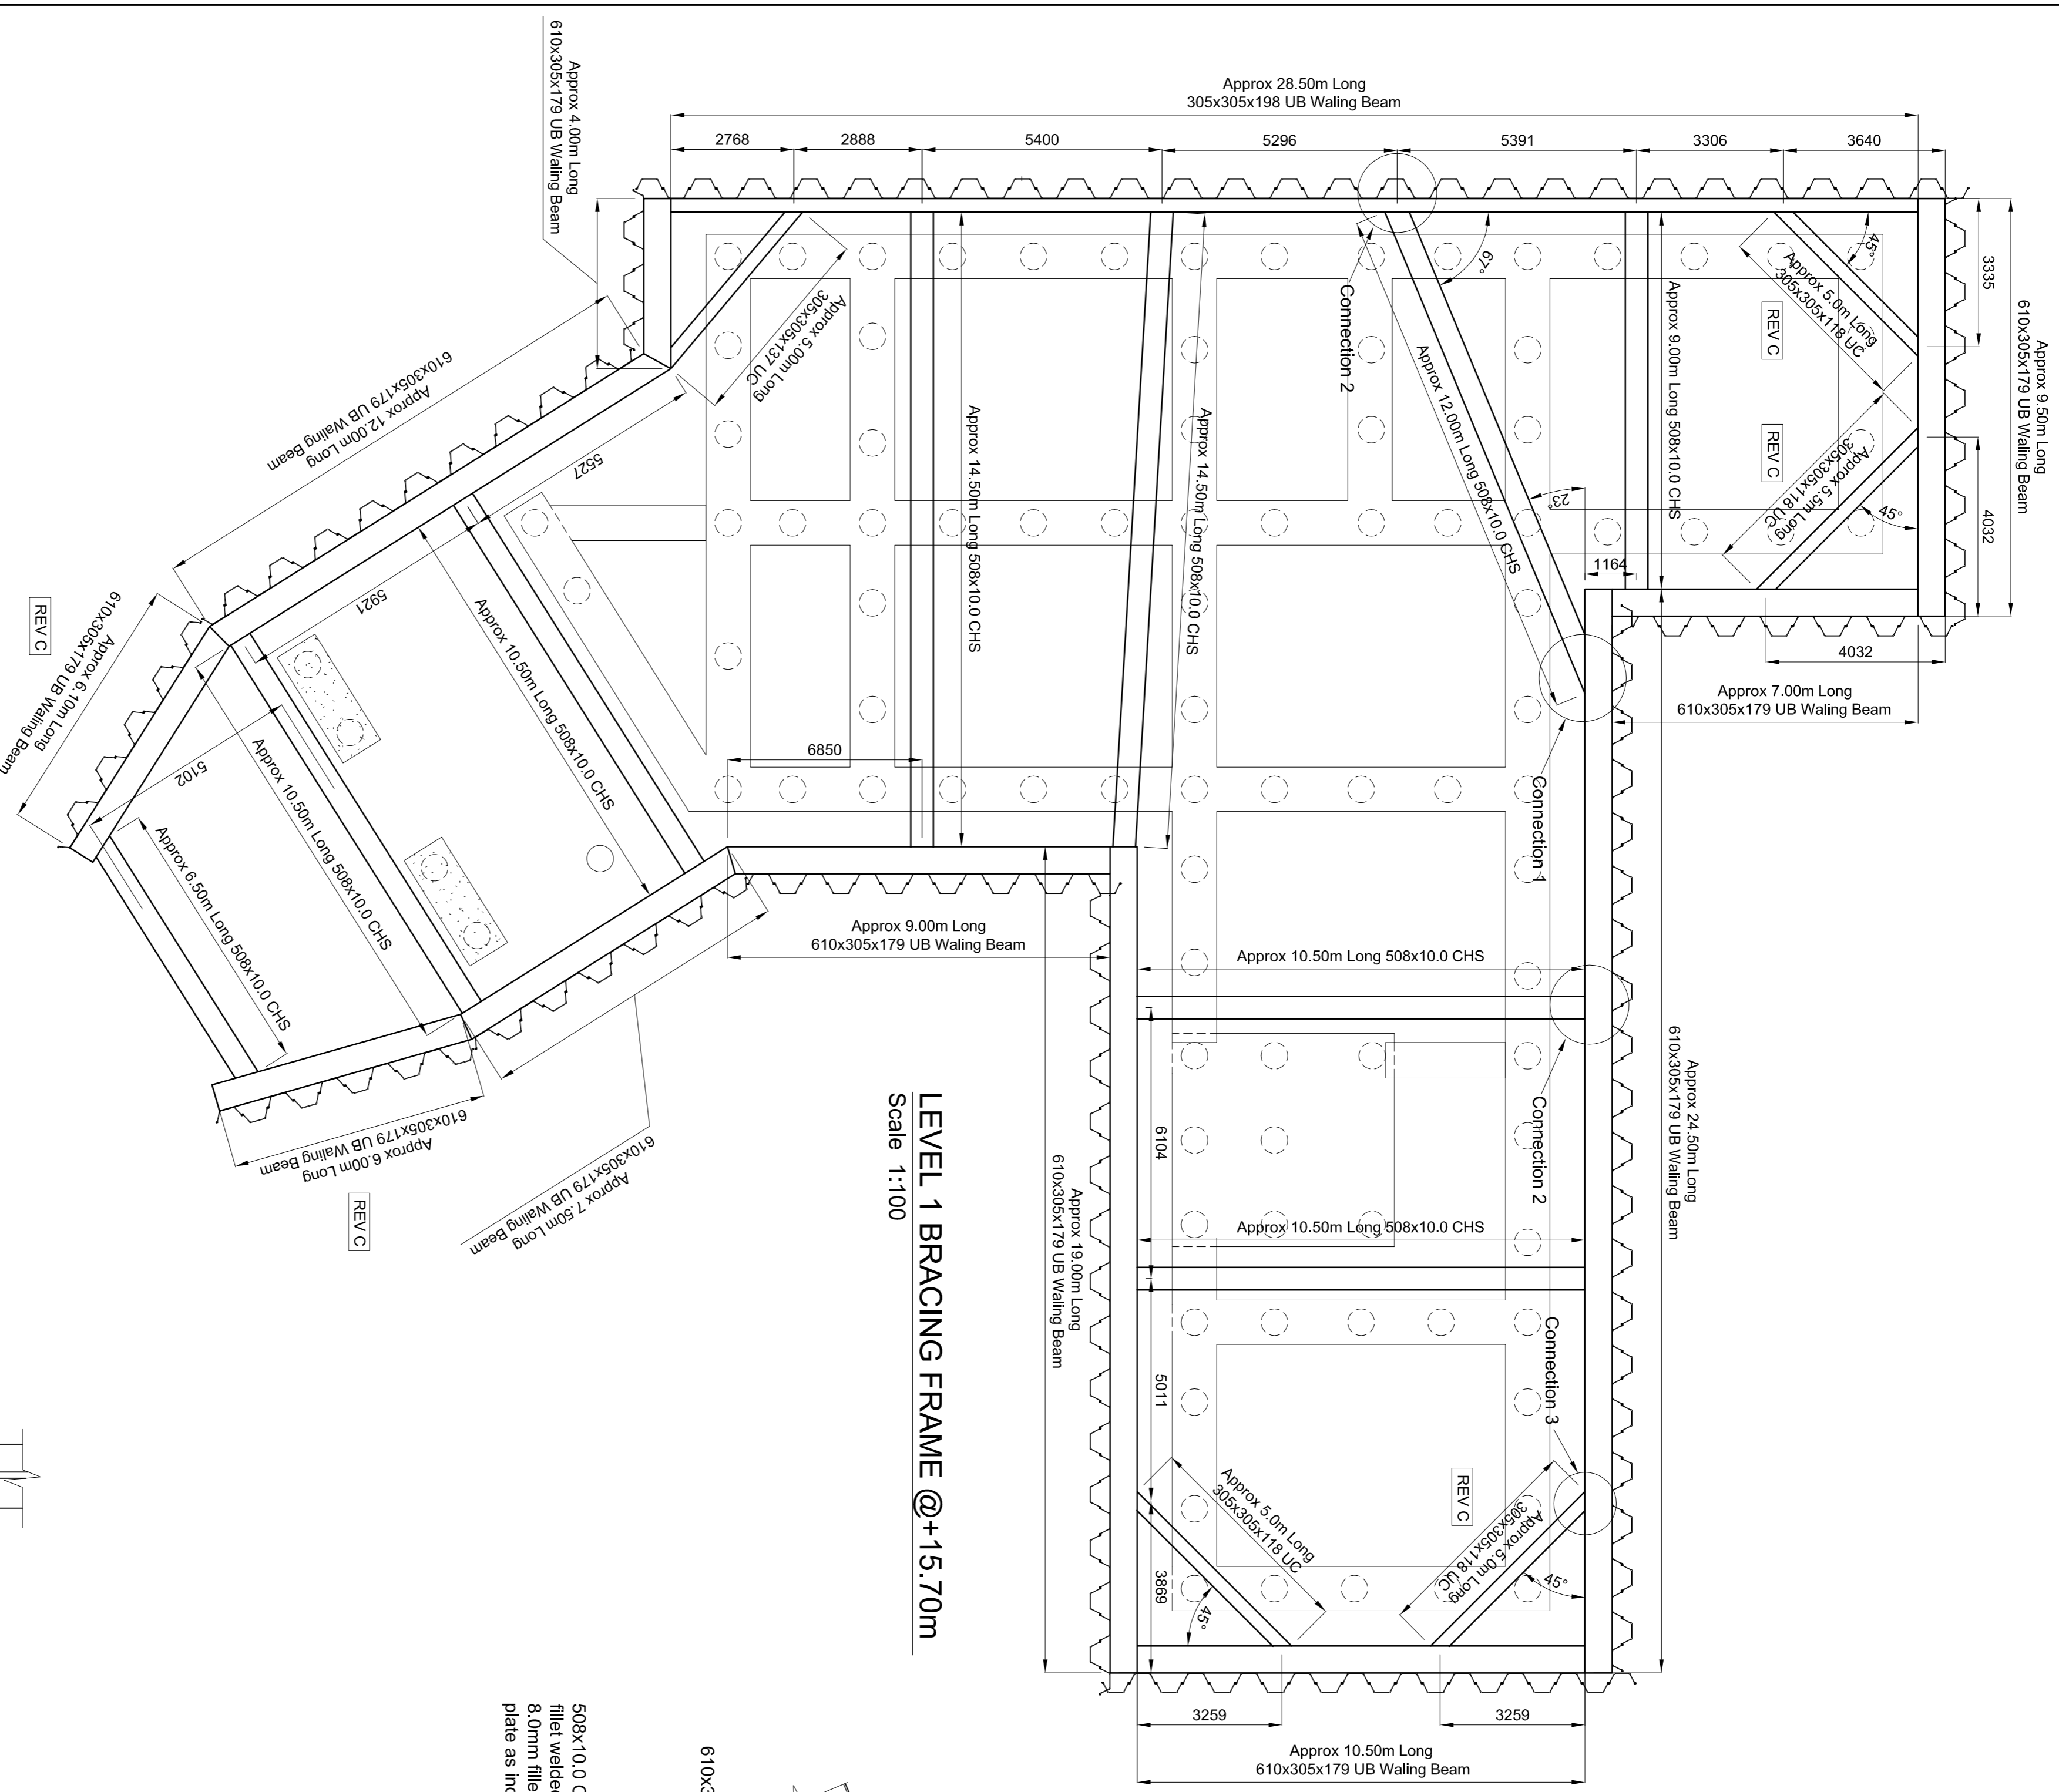 Approx 28.50m Long
305x305x198 UB Waling Beam
2768
2888
5400
5296
5391
3306
3640
Approx 4.00m Long
610x305x179 UB Waling Beam
3335
Approx 9.50m Long
610x305x179 UB Waling Beam
4032
45°
Approx 5.0m Long
305x305x118 UC
REV C
REV C
Approx 5.5m Long
305x305x118 UC
45°
Approx 9.00m Long 508x10.0 CHS
67°
Connection 2
Approx 12.00m Long 508x10.0 CHS
23°
1164
4032
Approx 7.00m Long
610x305x179 UB Waling Beam
Approx 5.00m Long
305x305x137 UC
Approx 14.50m Long 508x10.0 CHS
Approx 14.50m Long 508x10.0 CHS
Approx 12.00m Long
610x305x179 UB Waling Beam
5527
5921
Approx 10.50m Long 508x10.0 CHS
REV C
Approx 6.10m Long
610x305x179 UB Waling Beam
5102
Approx 10.50m Long 508x10.0 CHS
Approx 6.50m Long 508x10.0 CHS
6850
Approx 9.00m Long
610x305x179 UB Waling Beam
Connection 1
Approx 10.50m Long 508x10.0 CHS
Connection 2
Approx 24.50m Long
610x305x179 UB Waling Beam
6104
Approx 10.50m Long 508x10.0 CHS
Approx 19.00m Long
610x305x179 UB Waling Beam
Approx 6.00m Long
610x305x179 UB Waling Beam
REV C
Approx 7.50m Long
610x305x179 UB Waling Beam
LEVEL 1 BRACING FRAME @+15.70m
Scale 1:100
5011
Connection 3
REV C
Approx 5.0m Long
305x305x118 UC
Approx 5.0m Long
305x305x118 UC
45°
45°
3869
3259
3259
Approx 10.50m Long
610x305x179 UB Waling Beam
508x10.0
fillet welded
8.0mm
plate as